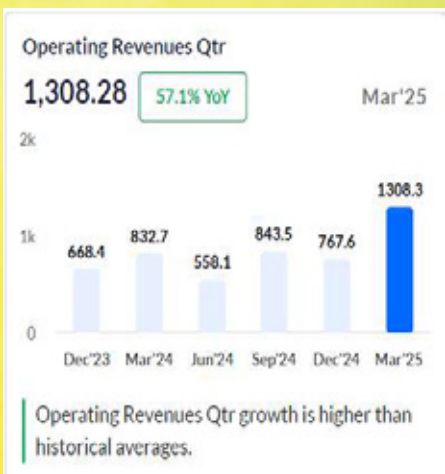 Operating Revenues Qtr
1,308.28 57.1% YoY Mar'25
2k
1308.3
1k 668.4 832.7 558.1 843.5 767.6
0
Dec'23 Mar'24 Jun'24 Sep'24 Dec'24 Mar'25
Operating Revenues Qtr growth is higher than
historical averages.